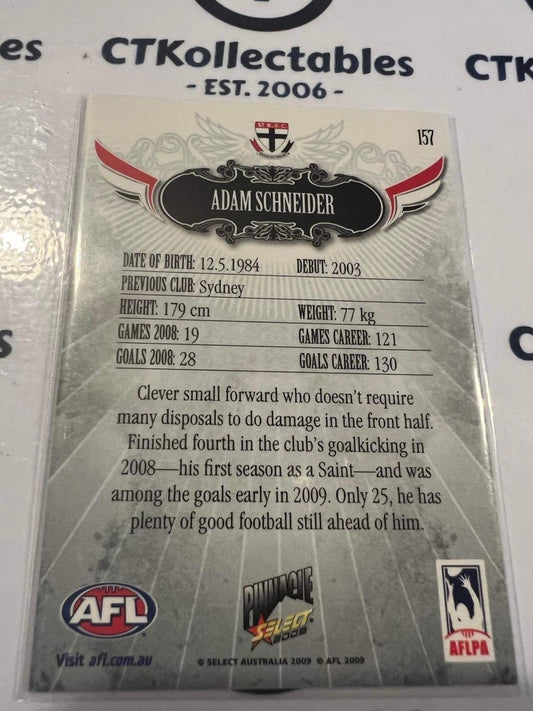 es
CTKollectables
- EST. 2006 -
CTK
St K.F.C.
157
ADAM SCHNEIDER
DATE OF BIRTH: 12.5.1984 DEBUT: 2003
PREVIOUS CLUB: Sydney
HEIGHT: 179 cm WEIGHT: 77 kg
GAMES 2008: 19 GAMES CAREER: 121
GOALS 2008: 28 GOALS CAREER: 130
Clever small forward who doesn't require
many disposals to do damage in the front half.
Finished fourth in the club's goalkicking in
2008—his first season as a Saint—and was
among the goals early in 2009. Only 25, he has
plenty of good football still ahead of him.
AFL
Visit afl.com.au
PINNACLE
SELECT
2009
© SELECT AUSTRALIA 2009 © AFL 2009
AFLPA
s
C